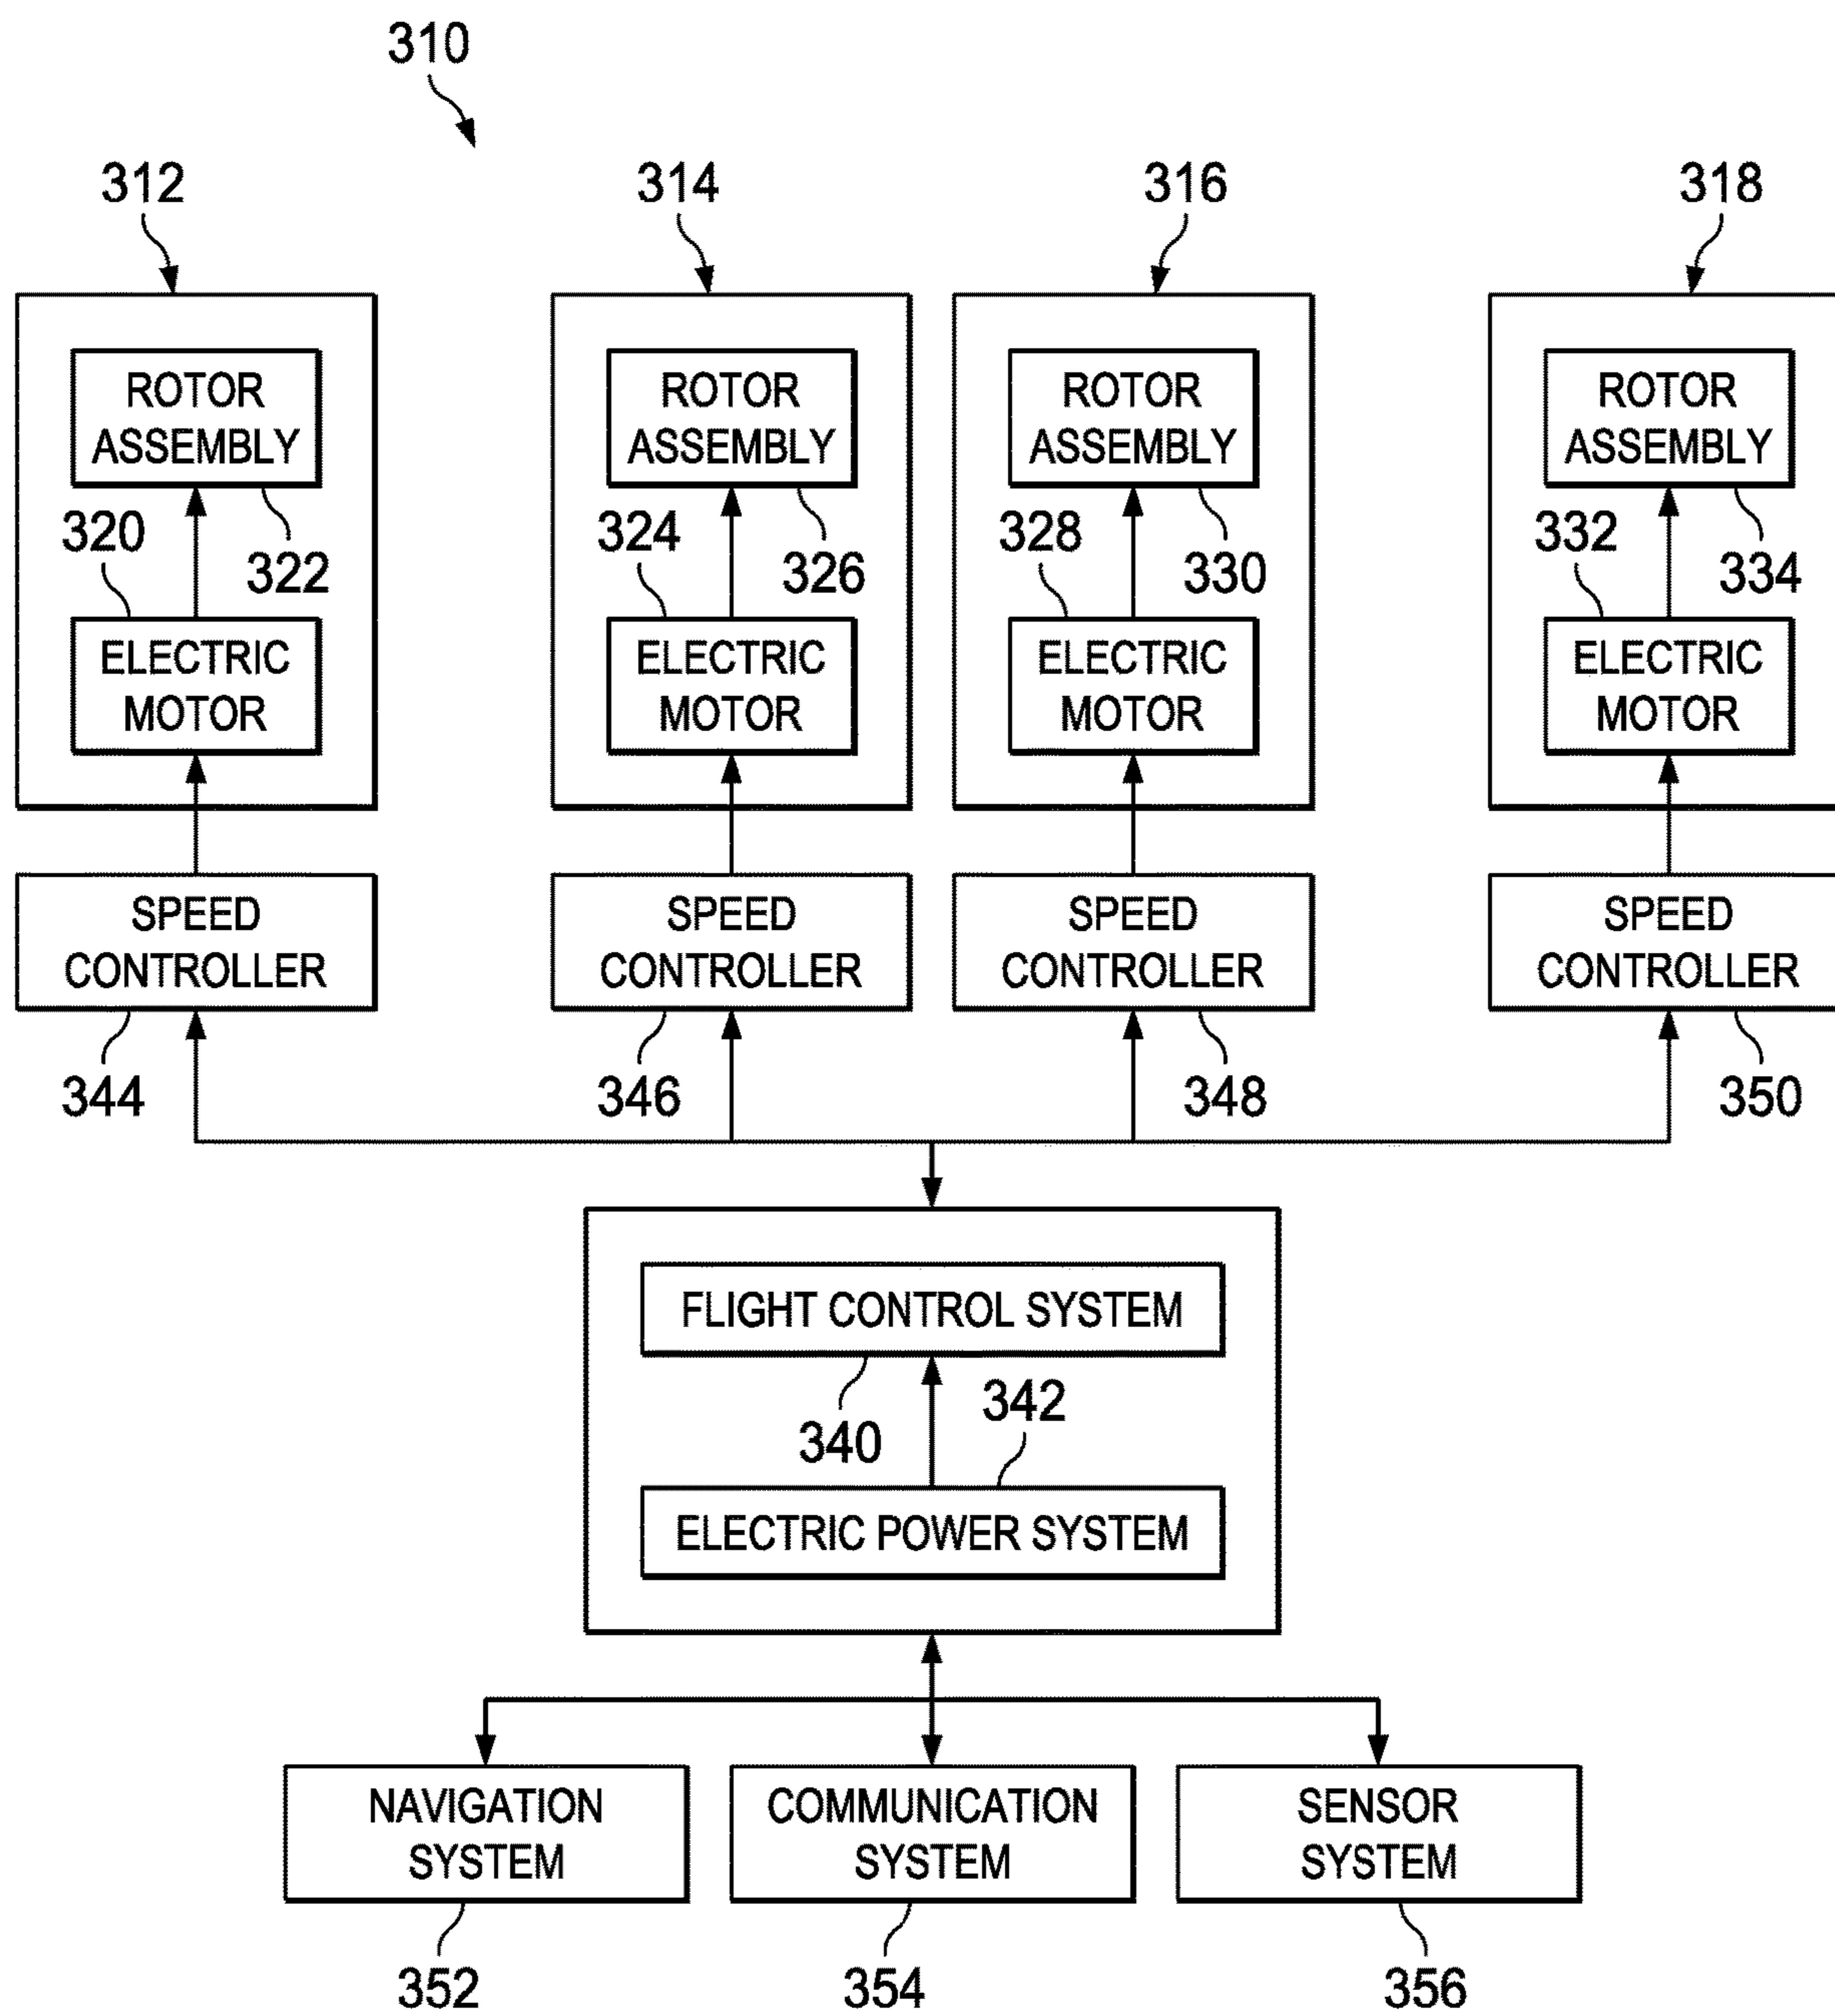 310
312
314
316
318
ROTOR
ASSEMBLY
ROTOR
ASSEMBLY
ROTOR
ASSEMBLY
ROTOR
ASSEMBLY
320
322
324
326
328
330
332
334
ELECTRIC
MOTOR
ELECTRIC
MOTOR
ELECTRIC
MOTOR
ELECTRIC
MOTOR
SPEED
CONTROLLER
SPEED
CONTROLLER
SPEED
CONTROLLER
SPEED
CONTROLLER
344
346
348
350
FLIGHT CONTROL SYSTEM
340
342
ELECTRIC POWER SYSTEM
NAVIGATION
SYSTEM
COMMUNICATION
SYSTEM
SENSOR
SYSTEM
352
354
356